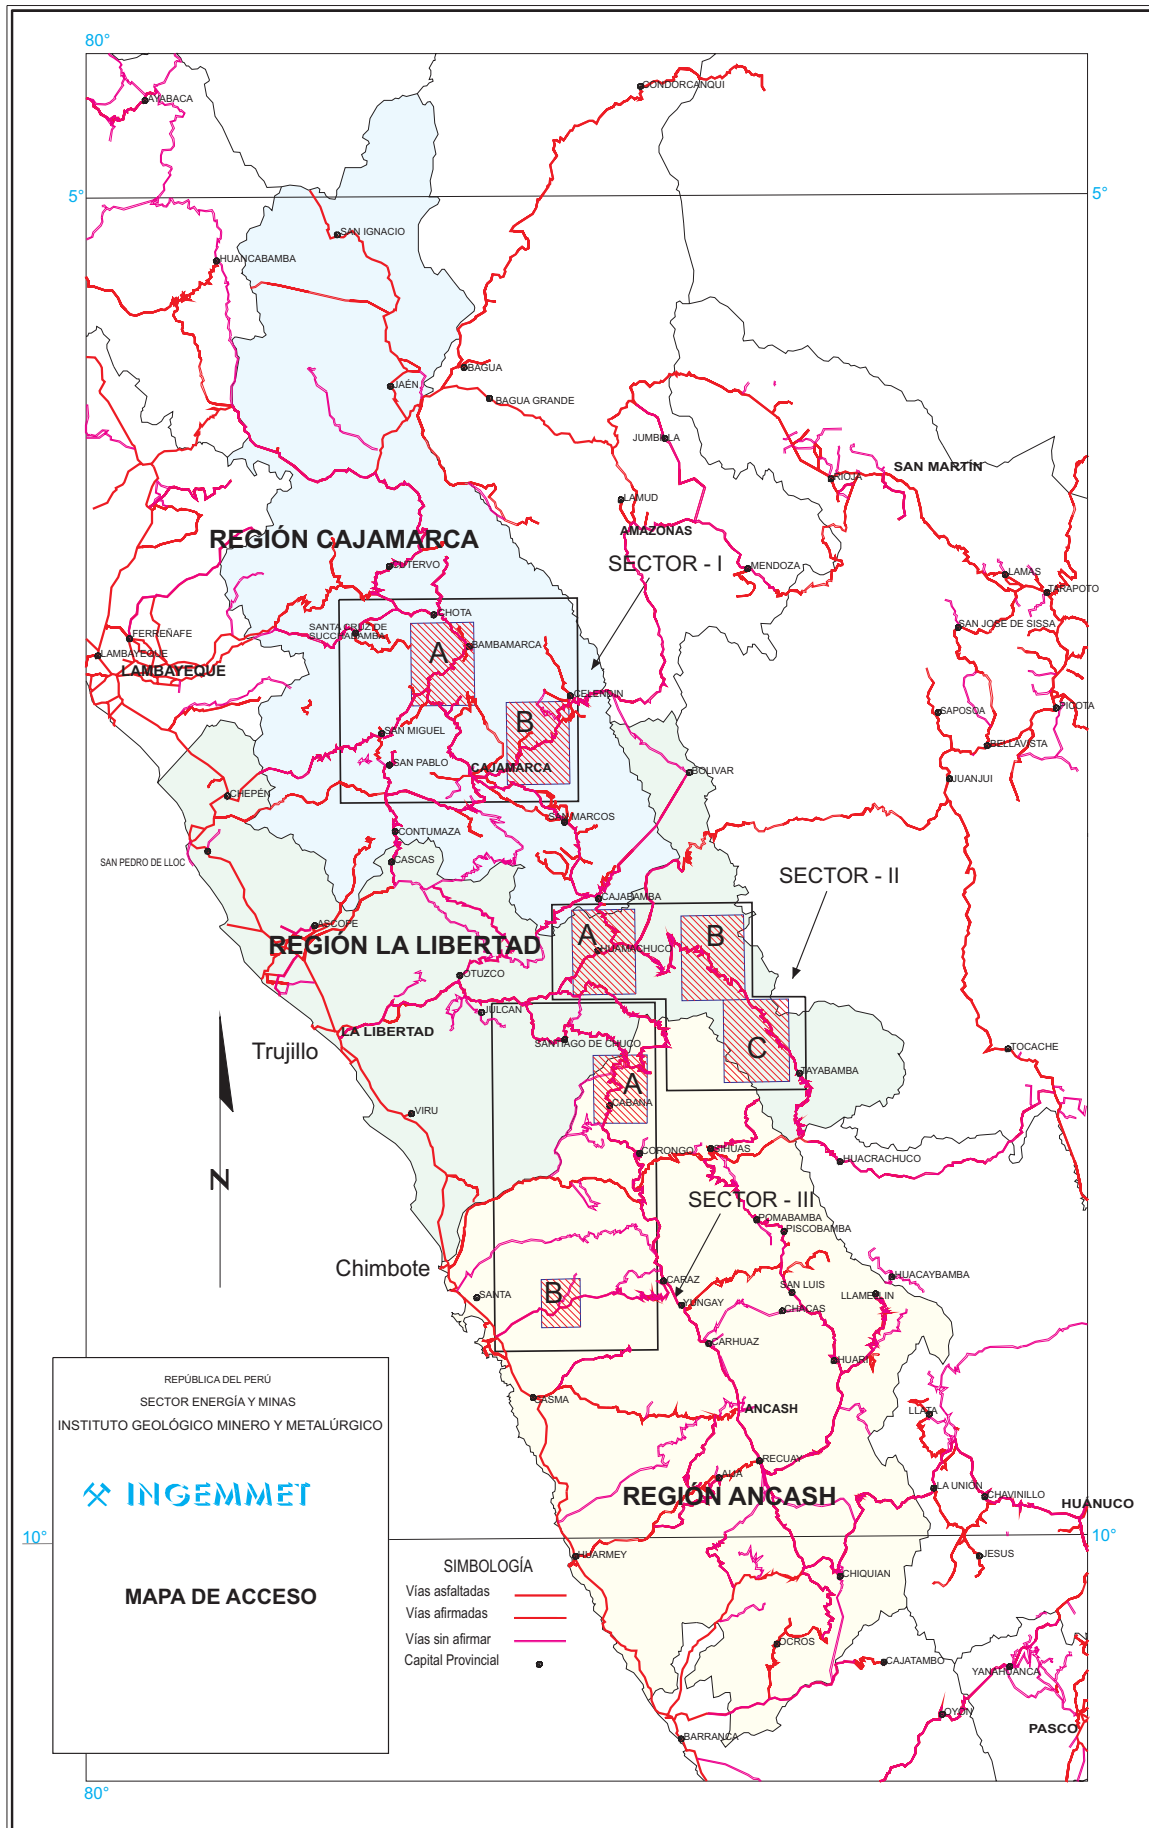 80°
AYABACA
CONDORCANQUI
5°
5°
SAN IGNACIO
HUANCABAMBA
BAGUA
JAÉN
BAGUA GRANDE
JUMBILLA
SAN MARTÍN
RIOJA
LAMUD
AMAZONAS
REGIÓN CAJAMARCA
SECTOR - I
CUTERVO
MENDOZA
LAMAS
TARAPOTO
CHOTA
SANTA CRUZ DE
SUCCHABAMBA
SAN JOSE DE SISSA
FERREÑAFE
BAMBAMARCA
A
LAMBAYEQUE
LAMBAYEQUE
CELENDIN
SAPOSOA
PICOTA
B
SAN MIGUEL
BELLAVISTA
SAN PABLO
CAJAMARCA
BOLIVAR
JUANJUI
CHEPÉN
SAN MARCOS
CONTUMAZA
SAN PEDRO DE LLOC
CASCAS
SECTOR - II
CAJABAMBA
ASCOPE
REGIÓN LA LIBERTAD
A
B
HUAMACHUCO
OTUZCO
JULCAN
LA LIBERTAD
SANTIAGO DE CHUCO
Trujillo
C
TOCACHE
TAYABAMBA
A
CABANA
VIRU
CORONGO
SIHUAS
HUACRACHUCO
N
SECTOR - III
POMABAMBA
PISCOBAMBA
Chimbote
HUACAYBAMBA
CARAZ
SAN LUIS
LLAMELLIN
B
SANTA
YUNGAY
CHACAS
CARHUAZ
HUARI
REPÚBLICA DEL PERÚ
SECTOR ENERGÍA Y MINAS
INSTITUTO GEOLÓGICO MINERO Y METALÚRGICO
CASMA
ANCASH
LLATA
RECUAY
AIJA
INGEMMET
REGIÓN ANCASH
LA UNION
CHAVINILLO
HUÁNUCO
10°
10°
HUARMEY
JESUS
SIMBOLOGÍA
CHIQUIAN
Vías asfaltadas
MAPA DE ACCESO
Vías afirmadas
Vías sin afirmar
OCROS
Capital Provincial
CAJATAMBO
YANAHUANCA
OYÓN
PASCO
BARRANCA
80°